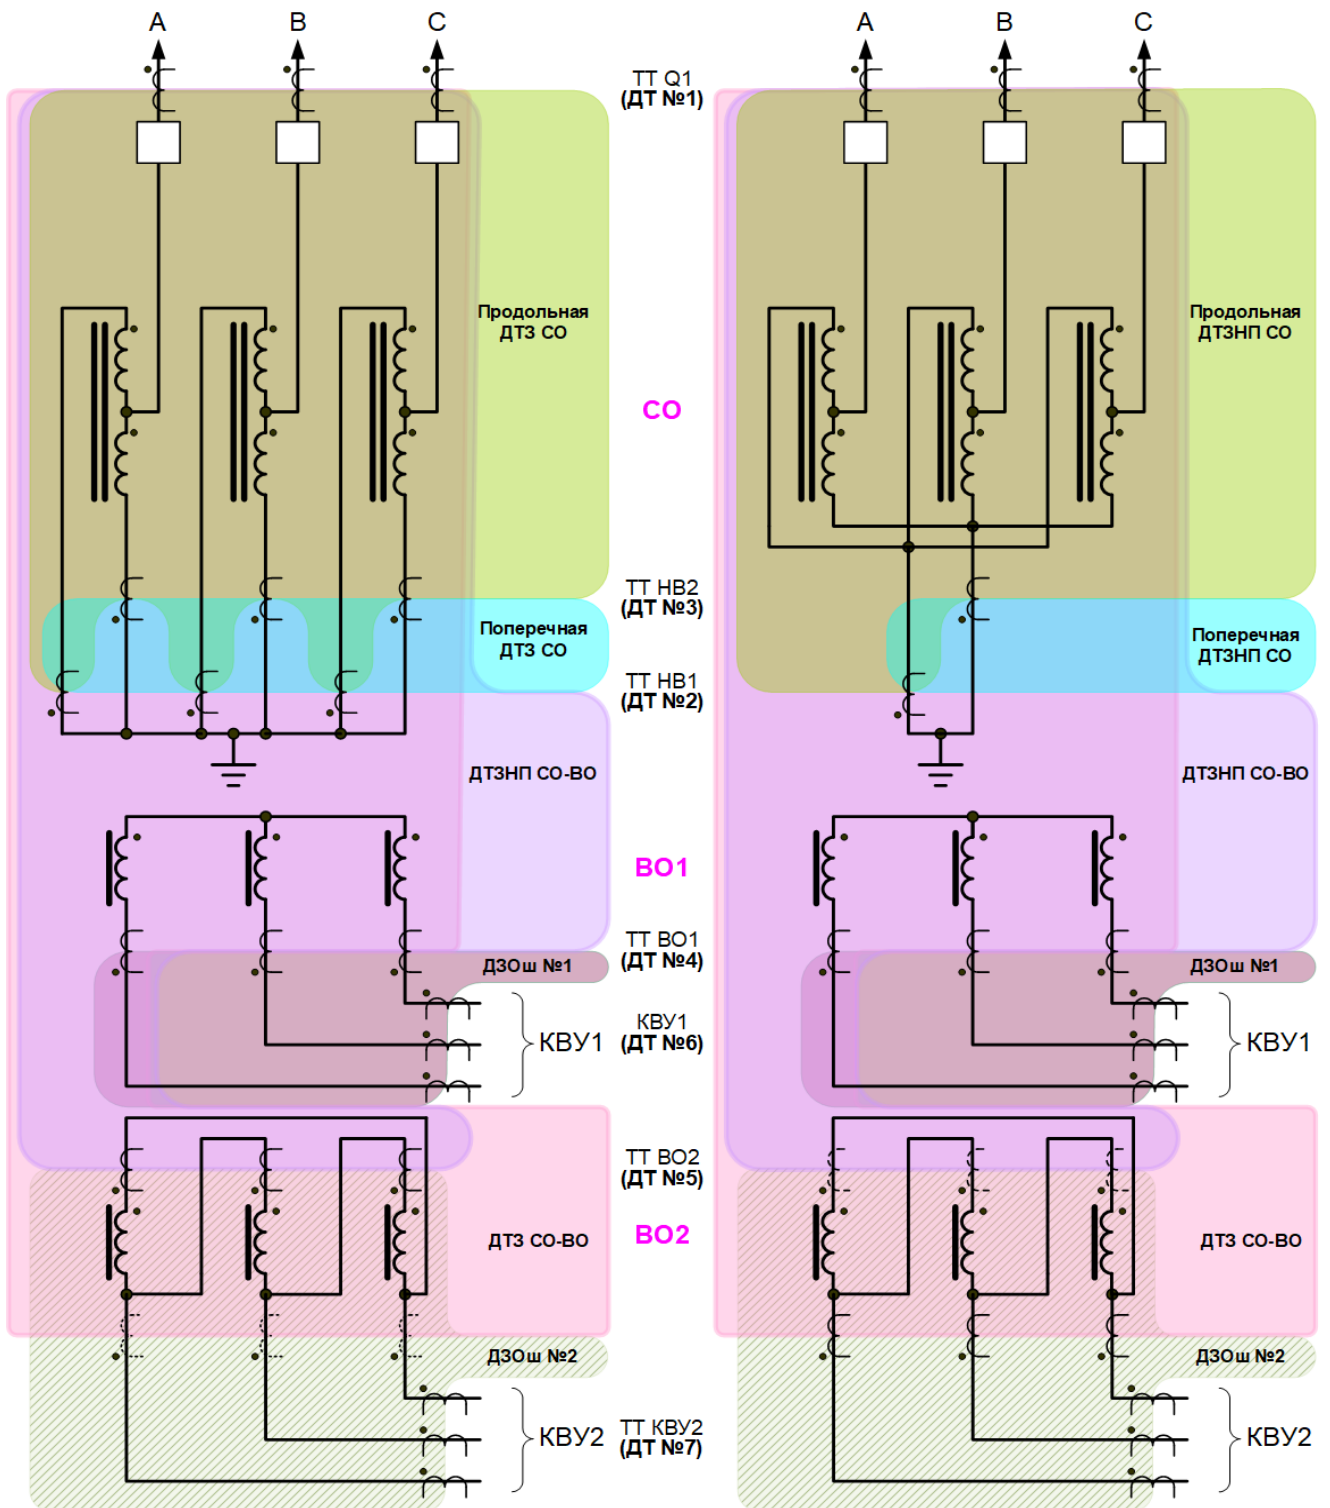 A B C
A B C
ТТ Q1
(ДТ №1)
Продольная
ДТЗ СО
Продольная
ДТЗНП СО
СО
ТТ НВ2
(ДТ №3)
Поперечная
ДТЗ СО
Поперечная
ДТЗНП СО
ТТ НВ1
(ДТ №2)
ДТЗНП СО-ВО
ДТЗНП СО-ВО
ВО1
ТТ ВО1
(ДТ №4)
ДЗОш №1
ДЗОш №1
КВУ1
КВУ1
(ДТ №6)
КВУ1
ТТ ВО2
(ДТ №5)
ВО2
ДТЗ СО-ВО
ДТЗ СО-ВО
ДЗОш №2
ДЗОш №2
КВУ2
ТТ КВУ2
(ДТ №7)
КВУ2